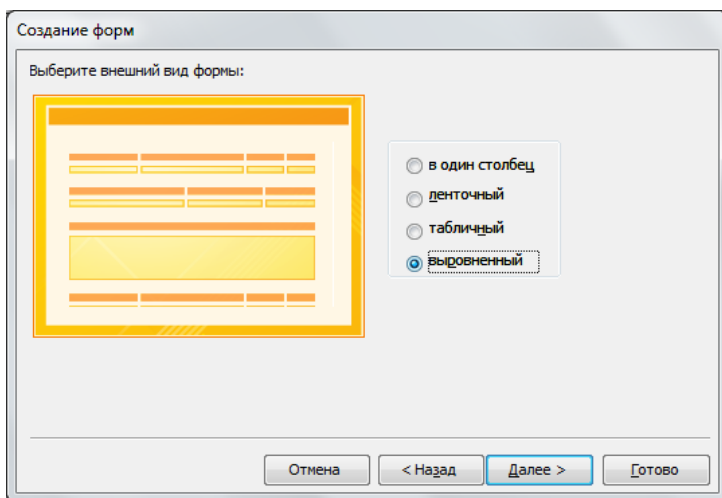 Создание форм
Выберите внешний вид формы:
в один столбец
ленточный
табличный
выровненный
Отмена
< Назад
Далее >
Готово